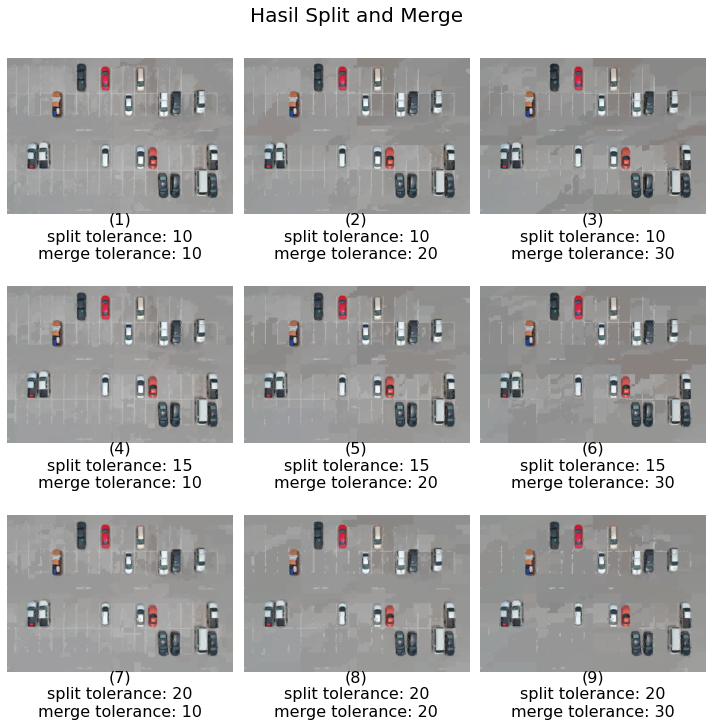 Hasil Split and Merge
(1)
split tolerance: 10
merge tolerance: 10
(2)
split tolerance: 10
merge tolerance: 20
(3)
split tolerance: 10
merge tolerance: 30
(4)
split tolerance: 15
merge tolerance: 10
(5)
split tolerance: 15
merge tolerance: 20
(6)
split tolerance: 15
merge tolerance: 30
(7)
split tolerance: 20
merge tolerance: 10
(8)
split tolerance: 20
merge tolerance: 20
(9)
split tolerance: 20
merge tolerance: 30